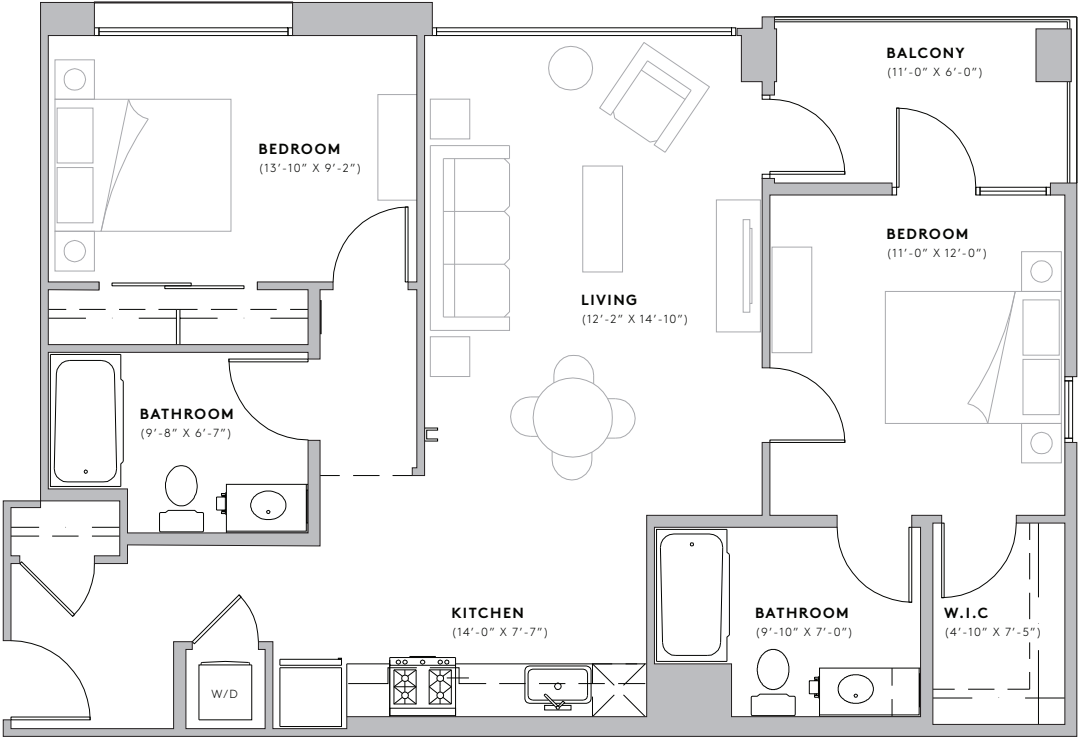 BALCONY
(11'-0" X 6'-0")
BEDROOM
(13'-10" X 9'-2")
BEDROOM
(11'-0" X 12'-0")
LIVING
(12'-2" X 14'-10")
BATHROOM
(9'-8" X 6'-7")
KITCHEN
(14'-0" X 7'-7")
BATHROOM
(9'-10" X 7'-0")
W.I.C
(4'-10" X 7'-5")
W/D